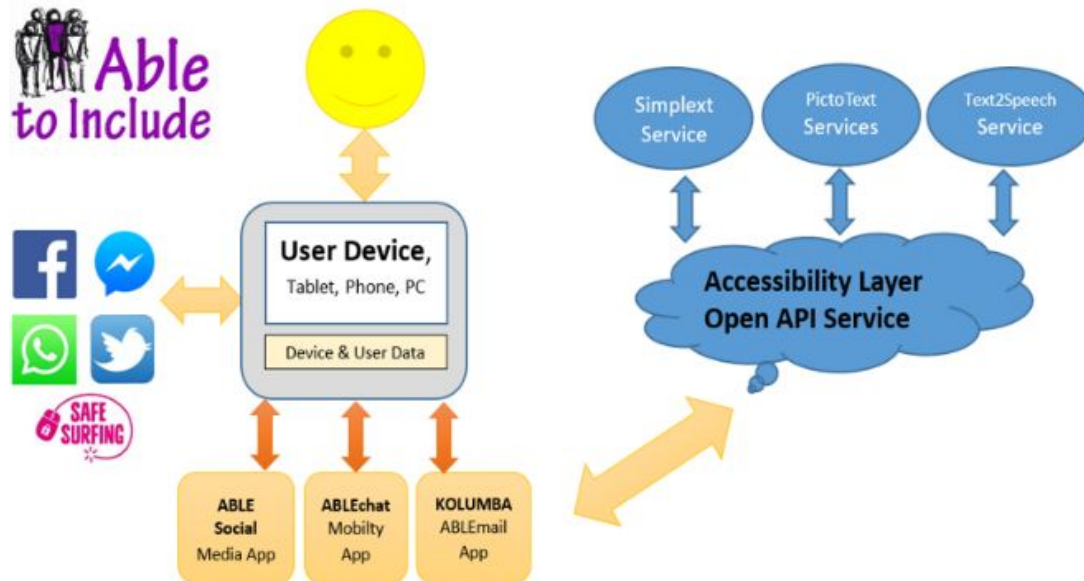 Able
to Include
Simplext
Service
PictoText
Services
Text2Speech
Service
User Device,
Tablet, Phone, PC
Device & User Data
Accessibility Layer
Open API Service
SAFE
SURFING
ABLE
Social
Media App
ABLEchat
Mobilty
App
KOLUMBA
ABLEmail
App